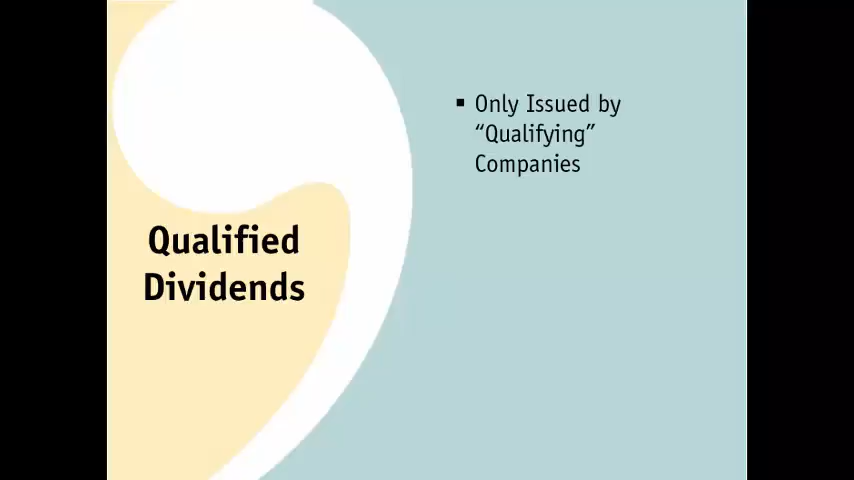 Qualified
Dividends
▪ Only Issued by
“Qualifying”
Companies